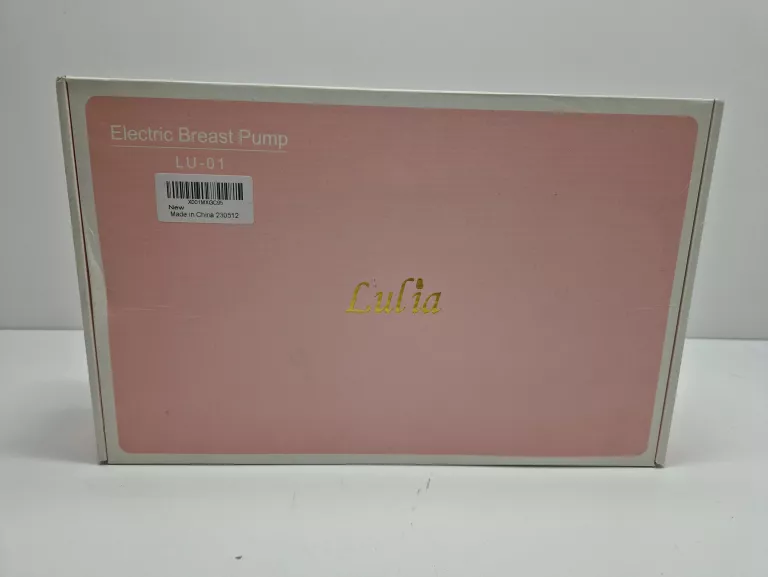 Electric Breast Pump
LU-01
New
Made in China 230512
Lulia